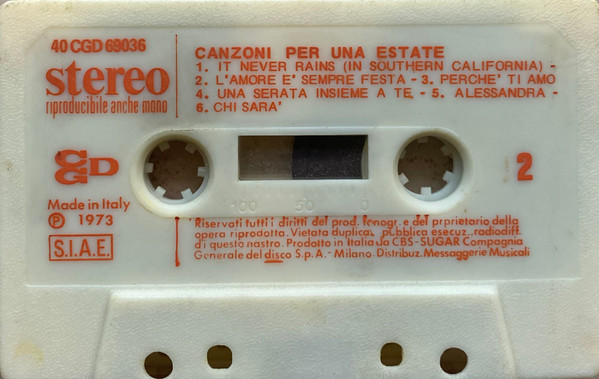 40 CGD 69036
stereo
riproducibile anche mono
CANZONI PER UNA ESTATE
1. IT NEVER RAINS (IN SOUTHERN CALIFORNIA) -
2. L'AMORE E' SEMPRE FESTA - 3. PERCHE' TI AMO
4. UNA SERATA INSIEME A TE - 5. ALESSANDRA -
6. CHI SARA'
CGD
2
100 50 0
Made in Italy
Ⓟ 1973
S.I.A.E.
Riservati tutti i diritti del prod. fonogr. e del prprietario della
opera riprodotta. Vietata duplica, pubblica esecuz., radiodiff.
di questo nastro. Prodotto in Italia da CBS-SUGAR Compagnia
Generale del disco S.p.A. - Milano. Distribuz. Messaggerie Musicali